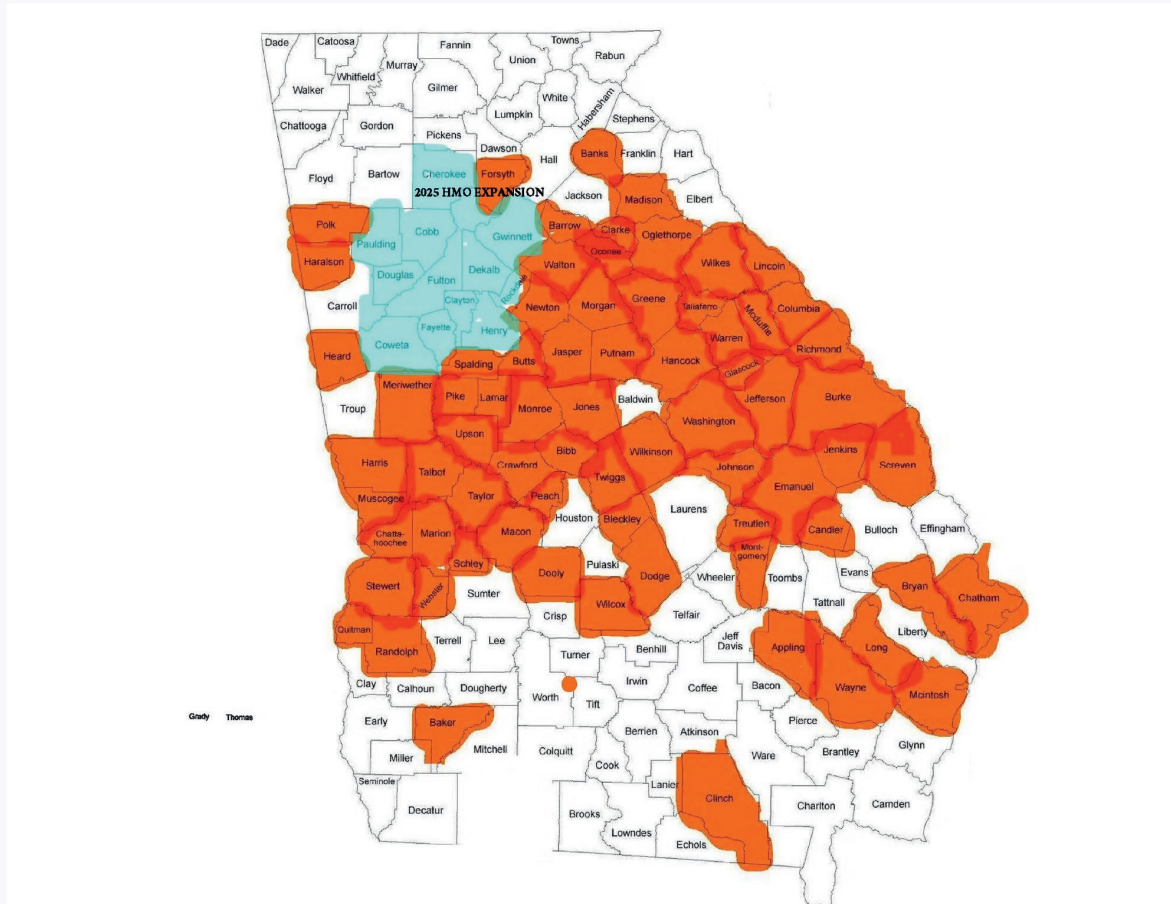 Dade
Catoosa
Fannin
Towns
Union
Rabun
Murray
Whitfield
Walker
Gilmer
White
Habersham
Lumpkin
Stephens
Chattooga
Gordon
Pickens
Dawson
Hall
Banks
Franklin
Hart
Floyd
Bartow
Cherokee
Forsyth
2025 HMO EXPANSION
Jackson
Madison
Elbert
Polk
Paulding
Cobb
Gwinnett
Barrow
Clarke
Oglethorpe
Oconee
Haralson
Douglas
Fulton
Dekalb
Rockdale
Walton
Wilkes
Lincoln
Carroll
Clayton
Newton
Morgan
Greene
Taliaferro
Mcduffie
Columbia
Fayette
Henry
Coweta
Warren
Richmond
Heard
Spalding
Butts
Jasper
Putnam
Hancock
Glascock
Meriwether
Troup
Pike
Lamar
Monroe
Jones
Baldwin
Washington
Jefferson
Burke
Upson
Harris
Talbot
Crawford
Bibb
Wilkinson
Johnson
Jenkins
Screven
Twiggs
Emanuel
Muscogee
Taylor
Peach
Laurens
Chatta-
hoochee
Marion
Macon
Houston
Bleckley
Treutlen
Candler
Bulloch
Effingham
Schley
Pulaski
Mont-
gomery
Stewert
Webster
Sumter
Dooly
Wilcox
Dodge
Wheeler
Toombs
Evans
Bryan
Chatham
Tattnall
Quitman
Randolph
Terrell
Lee
Crisp
Telfair
Jeff
Davis
Appling
Long
Liberty
Turner
Benhill
Clay
Calhoun
Dougherty
Worth
Tift
Irwin
Coffee
Bacon
Wayne
Mcintosh
Grady
Thomas
Early
Baker
Mitchell
Colquitt
Berrien
Atkinson
Pierce
Brantley
Glynn
Miller
Cook
Ware
Seminole
Decatur
Lanier
Clinch
Charlton
Camden
Brooks
Lowndes
Echols